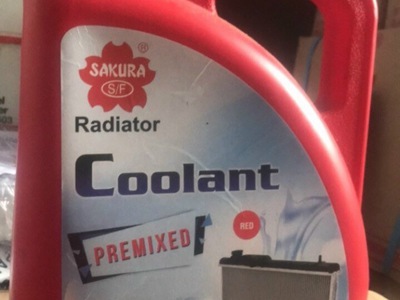 SAKURA ®
S/F
Radiator
Coolant
RED
PREMIXED